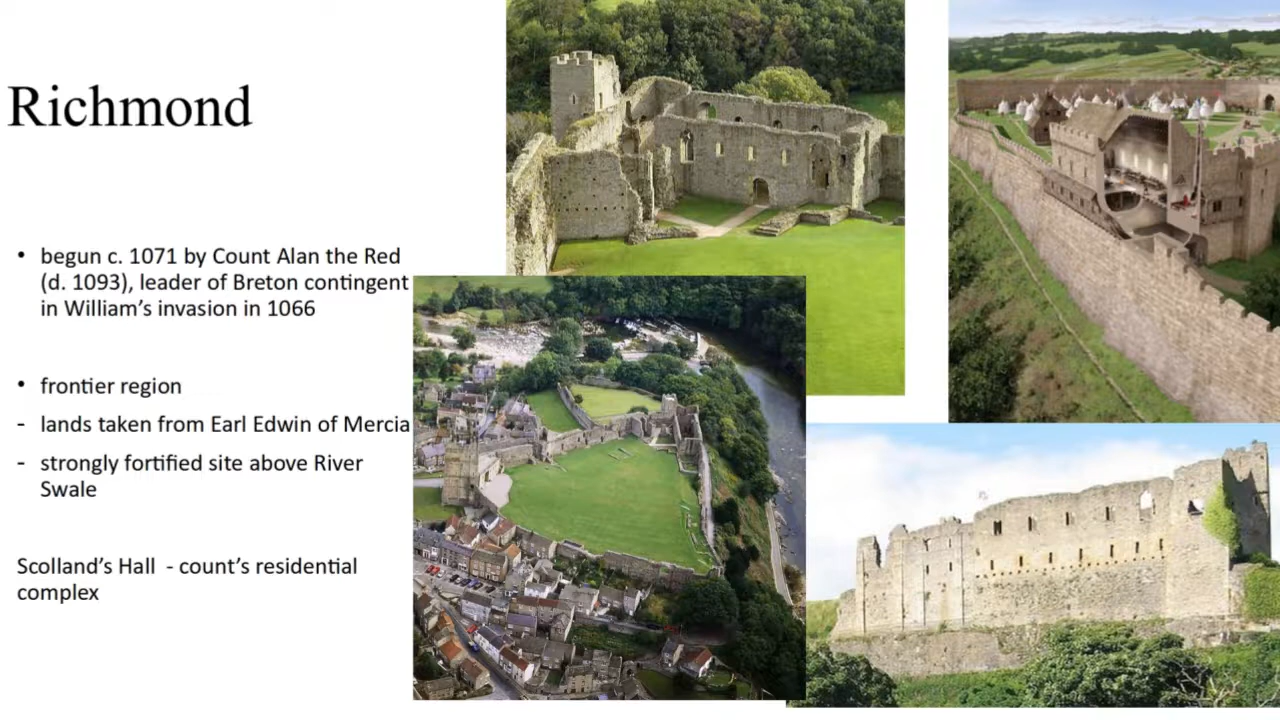 Richmond
• begun c. 1071 by Count Alan the Red
(d. 1093), leader of Breton contingent
in William’s invasion in 1066
• frontier region
- lands taken from Earl Edwin of Mercia
- strongly fortified site above River
Swale
Scolland’s Hall - count’s residential
complex